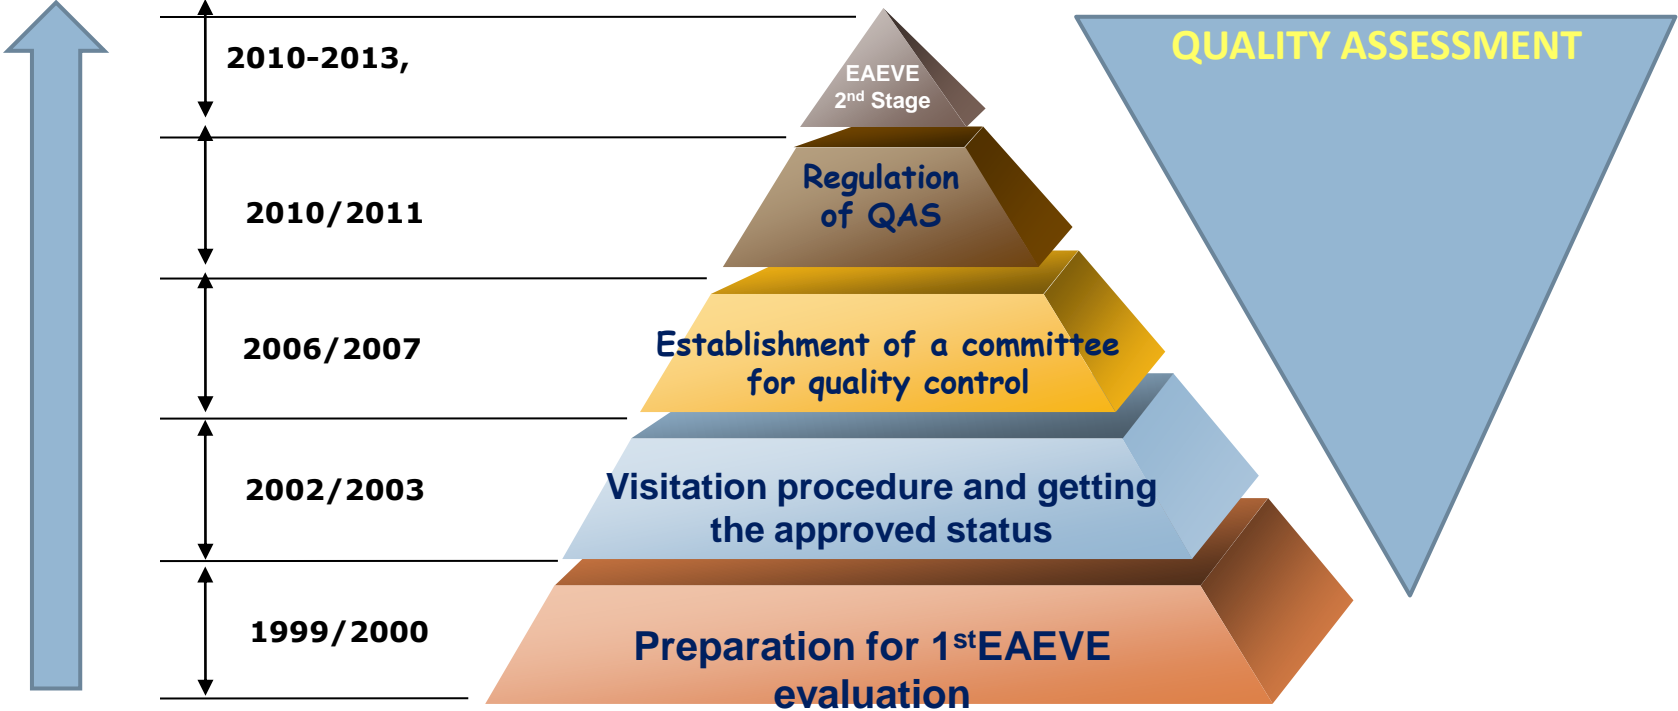 2010-2013,
EAEVE
2nd Stage
QUALITY ASSESSMENT
2010/2011
Regulation
of QAS
2006/2007
Establishment of a committee
for quality control
2002/2003
Visitation procedure and getting
the approved status
1999/2000
Preparation for 1stEAEVE
evaluation